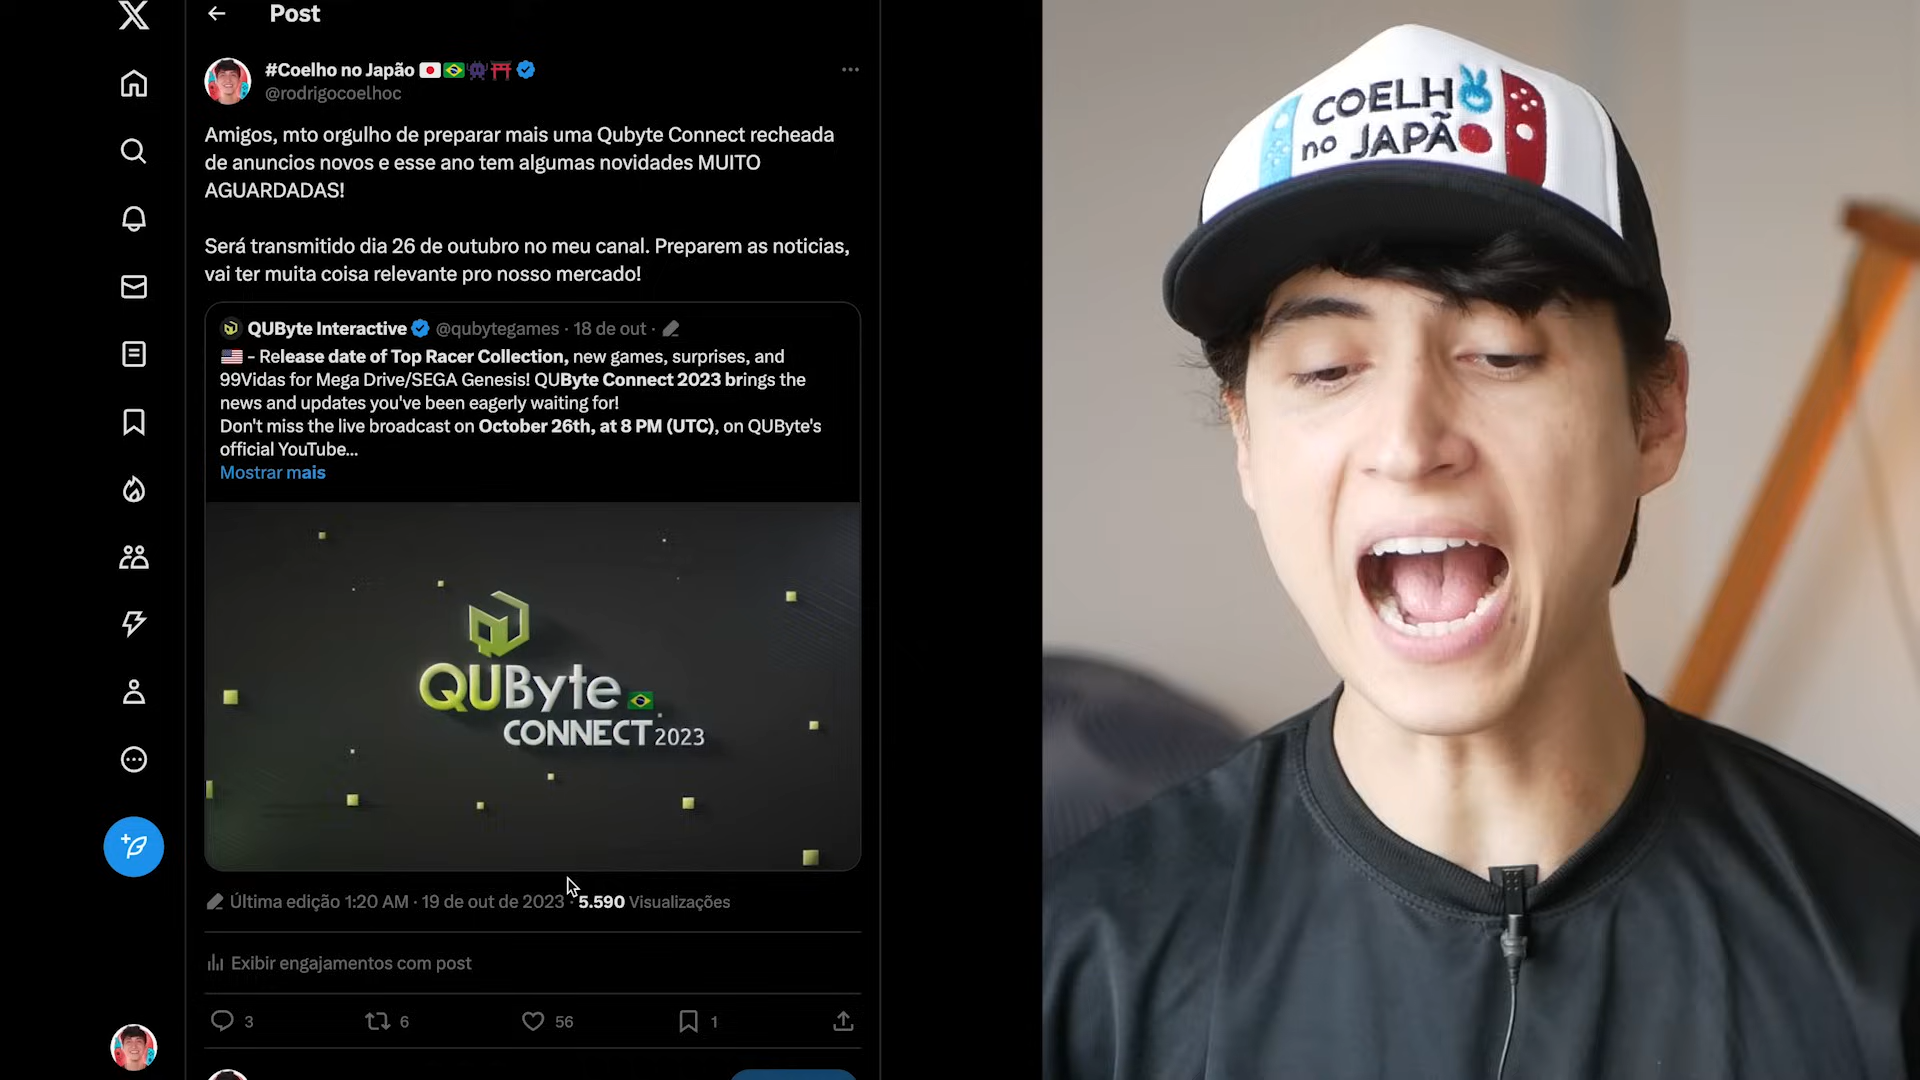 Post
#Coelho no Japão
@rodrigocoelhoc
Amigos, mto orgulho de preparar mais uma Qubyte Connect recheada
de anuncios novos e esse ano tem algumas novidades MUITO
AGUARDADAS!
Será transmitido dia 26 de outubro no meu canal. Preparem as noticias,
vai ter muita coisa relevante pro nosso mercado!
QUByte Interactive @qubytegames · 18 de out ·
- Release date of Top Racer Collection, new games, surprises, and
99Vidas for Mega Drive/SEGA Genesis! QUByte Connect 2023 brings the
news and updates you've been eagerly waiting for!
Don't miss the live broadcast on October 26th, at 8 PM (UTC), on QUByte's
official YouTube...
Mostrar mais
QUByte
CONNECT 2023
Última edição 1:20 AM · 19 de out de 2023 · 5.590 Visualizações
Exibir engajamentos com post
3 6 56 1
COELHO
no JAPÃO